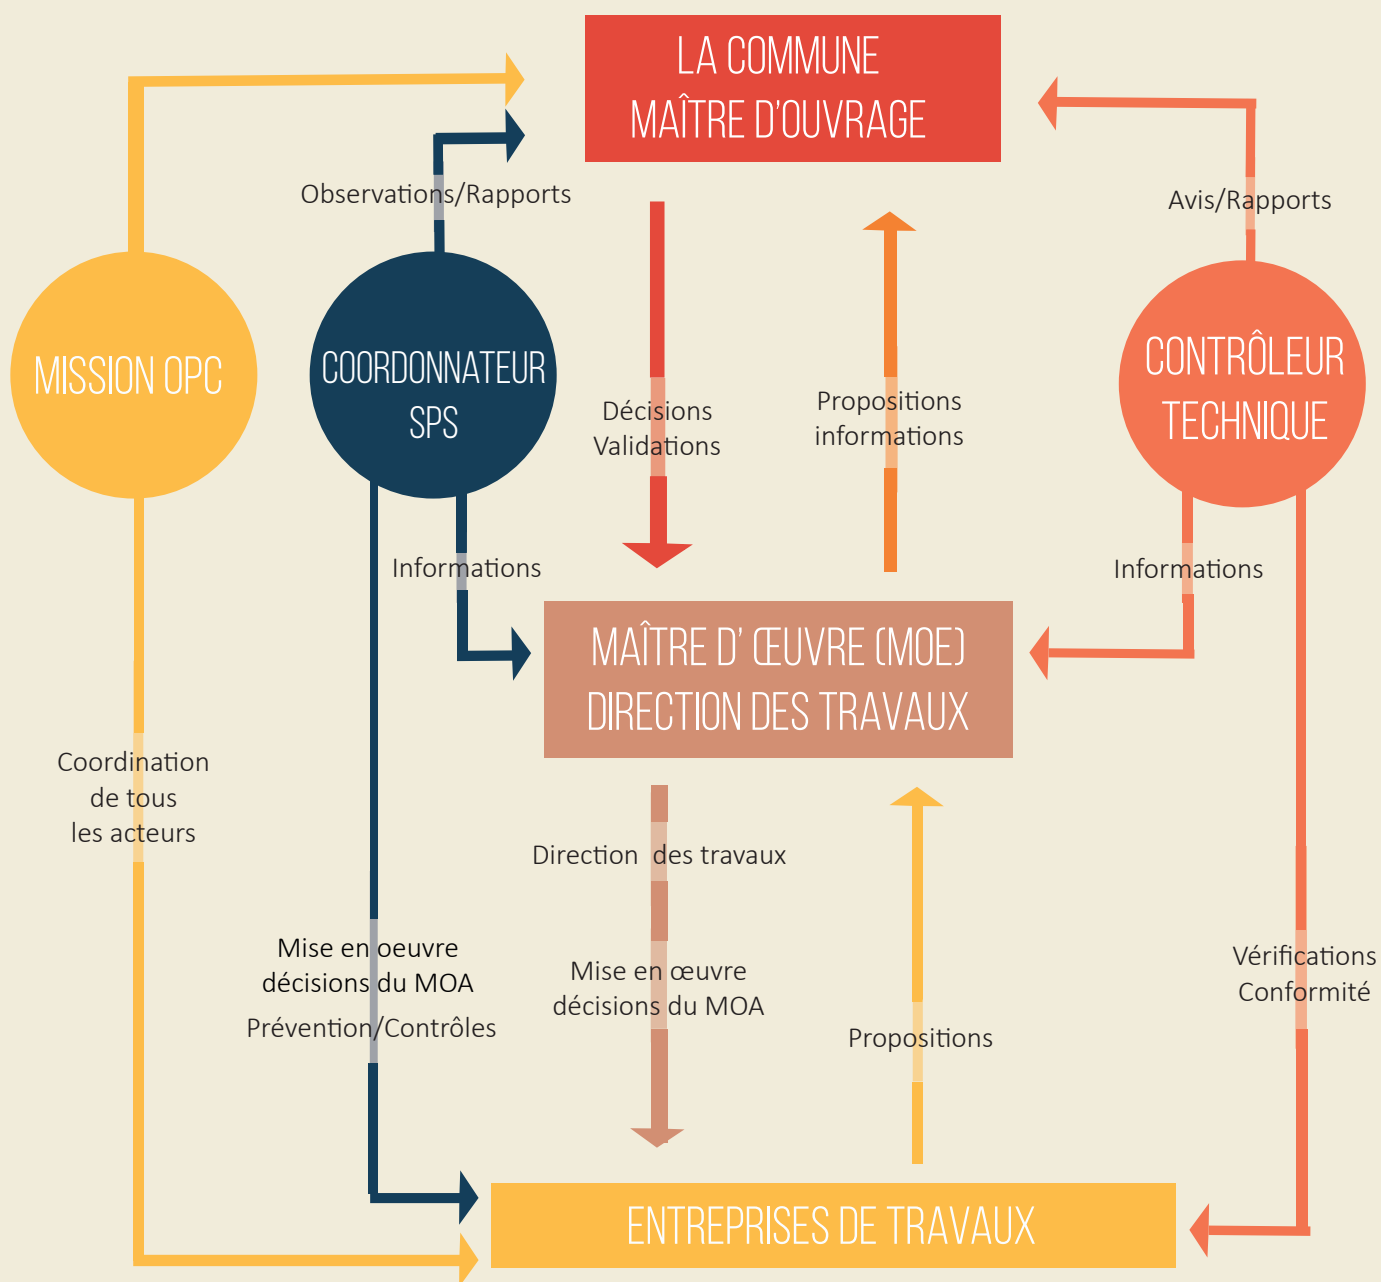 LA COMMUNE
MAÎTRE D'OUVRAGE
Observations/Rapports
Avis/Rapports
MISSION OPC
COORDONNATEUR
SPS
CONTRÔLEUR
TECHNIQUE
Décisions
Validations
Propositions
informations
Informations
Informations
MAÎTRE D' ŒUVRE (MOE)
DIRECTION DES TRAVAUX
Coordination
de tous
les acteurs
Direction des travaux
Mise en oeuvre
décisions du MOA
Prévention/Contrôles
Mise en œuvre
décisions du MOA
Propositions
Vérifications
Conformité
ENTREPRISES DE TRAVAUX